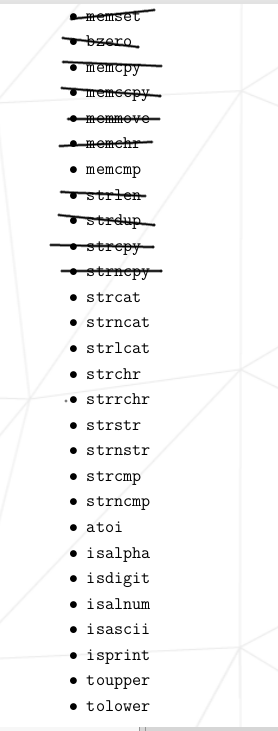 memset
bzero
memcpy
memccpy
memmove
memchr
memcmp
strlen
strdup
strcpy
strncpy
strcat
strncat
strlcat
strchr
strrchr
strstr
strnstr
strcmp
strncmp
atoi
isalpha
isdigit
isalnum
isascii
isprint
toupper
tolower